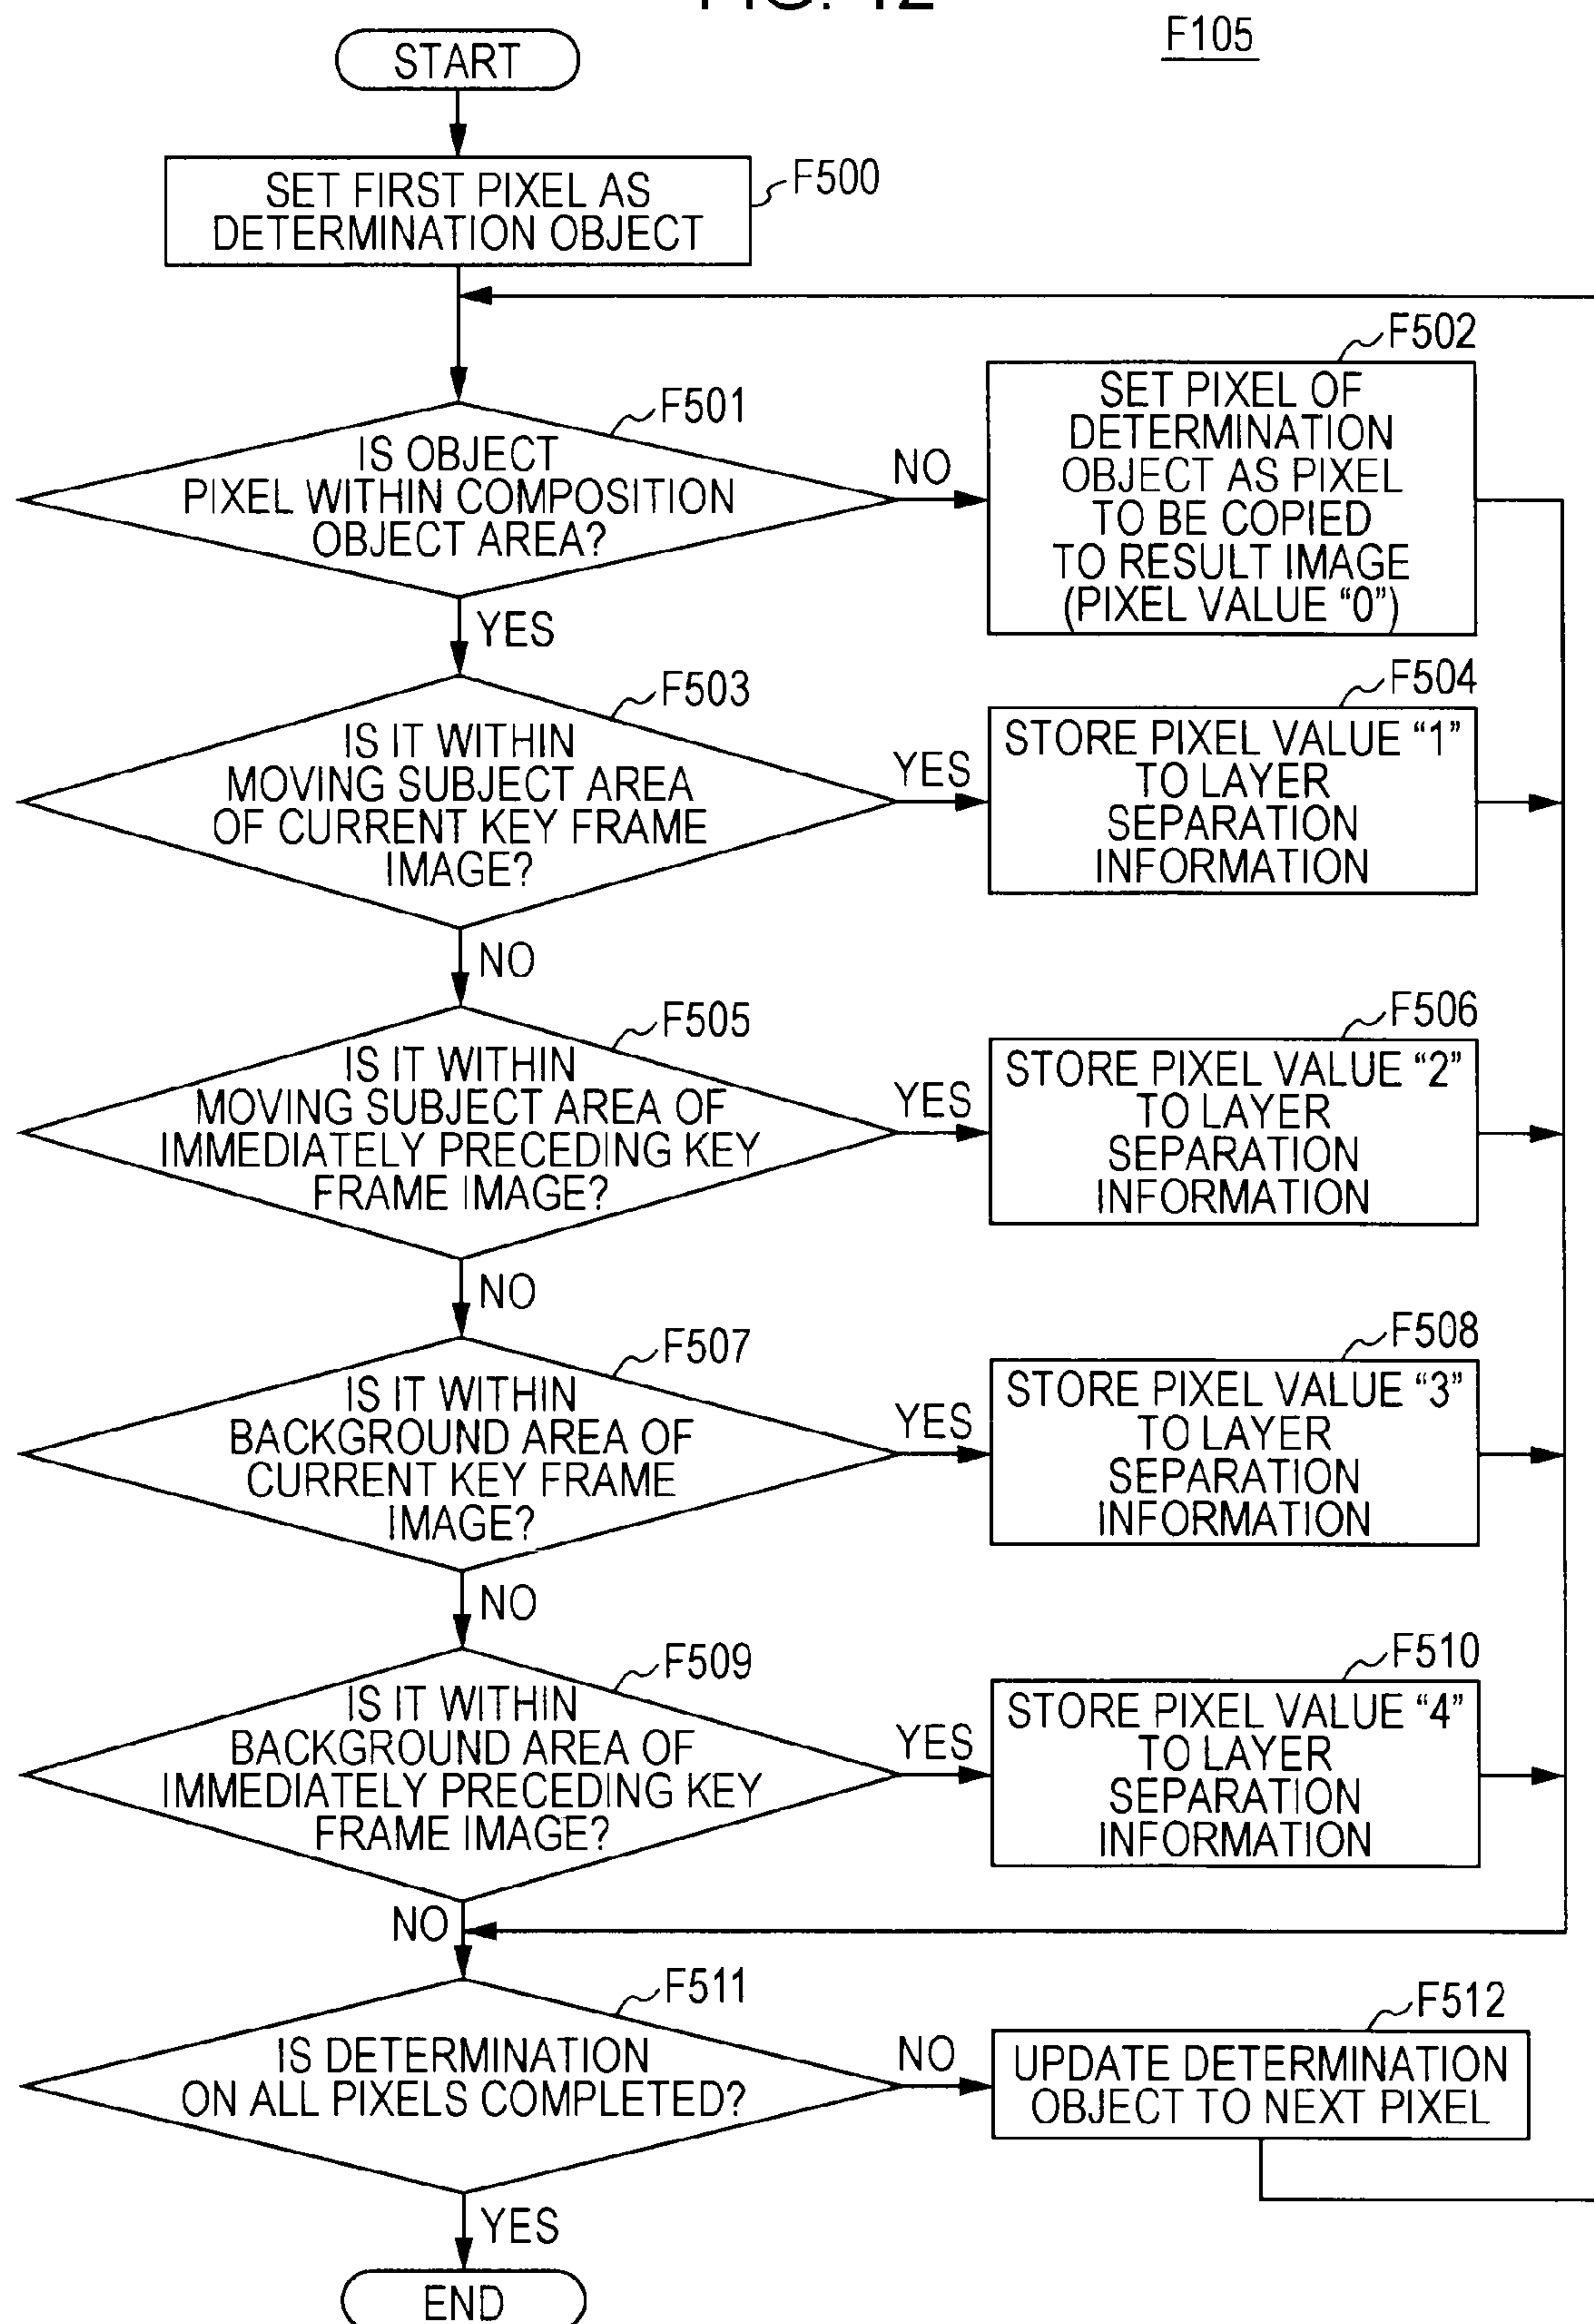 F105
START
SET FIRST PIXEL AS
DETERMINATION OBJECT
F500
F501
IS OBJECT
PIXEL WITHIN COMPOSITION
OBJECT AREA?
NO
YES
F502
SET PIXEL OF
DETERMINATION
OBJECT AS PIXEL
TO BE COPIED
TO RESULT IMAGE
(PIXEL VALUE “0”)
F503
IS IT WITHIN
MOVING SUBJECT AREA
OF CURRENT KEY FRAME
IMAGE?
YES
NO
F504
STORE PIXEL VALUE “1”
TO LAYER
SEPARATION
INFORMATION
F505
IS IT WITHIN
MOVING SUBJECT AREA OF
IMMEDIATELY PRECEDING KEY
FRAME IMAGE?
YES
NO
F506
STORE PIXEL VALUE “2”
TO LAYER
SEPARATION
INFORMATION
F507
IS IT WITHIN
BACKGROUND AREA OF
CURRENT KEY FRAME
IMAGE?
YES
NO
F508
STORE PIXEL VALUE “3”
TO LAYER
SEPARATION
INFORMATION
F509
IS IT WITHIN
BACKGROUND AREA OF
IMMEDIATELY PRECEDING KEY
FRAME IMAGE?
YES
NO
F510
STORE PIXEL VALUE “4”
TO LAYER
SEPARATION
INFORMATION
F511
IS DETERMINATION
ON ALL PIXELS COMPLETED?
NO
YES
F512
UPDATE DETERMINATION
OBJECT TO NEXT PIXEL
END